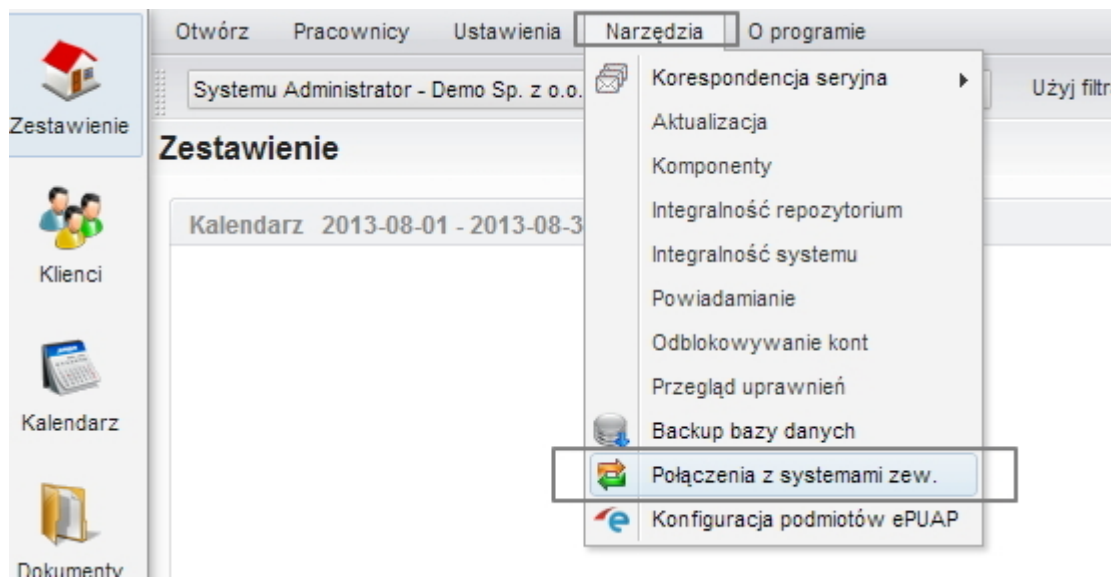 Otwórz Pracownicy Ustawienia Narzędzia O programie
Systemu Administrator - Demo Sp. z o.o.
Użyj filtr
Zestawienie
Zestawienie
Kalendarz 2013-08-01 - 2013-08-3
Klienci
Kalendarz
Dokumenty
Korespondencja seryjna
Aktualizacja
Komponenty
Integralność repozytorium
Integralność systemu
Powiadamianie
Odblokowywanie kont
Przegląd uprawnień
Backup bazy danych
Połączenia z systemami zew.
Konfiguracja podmiotów ePUAP